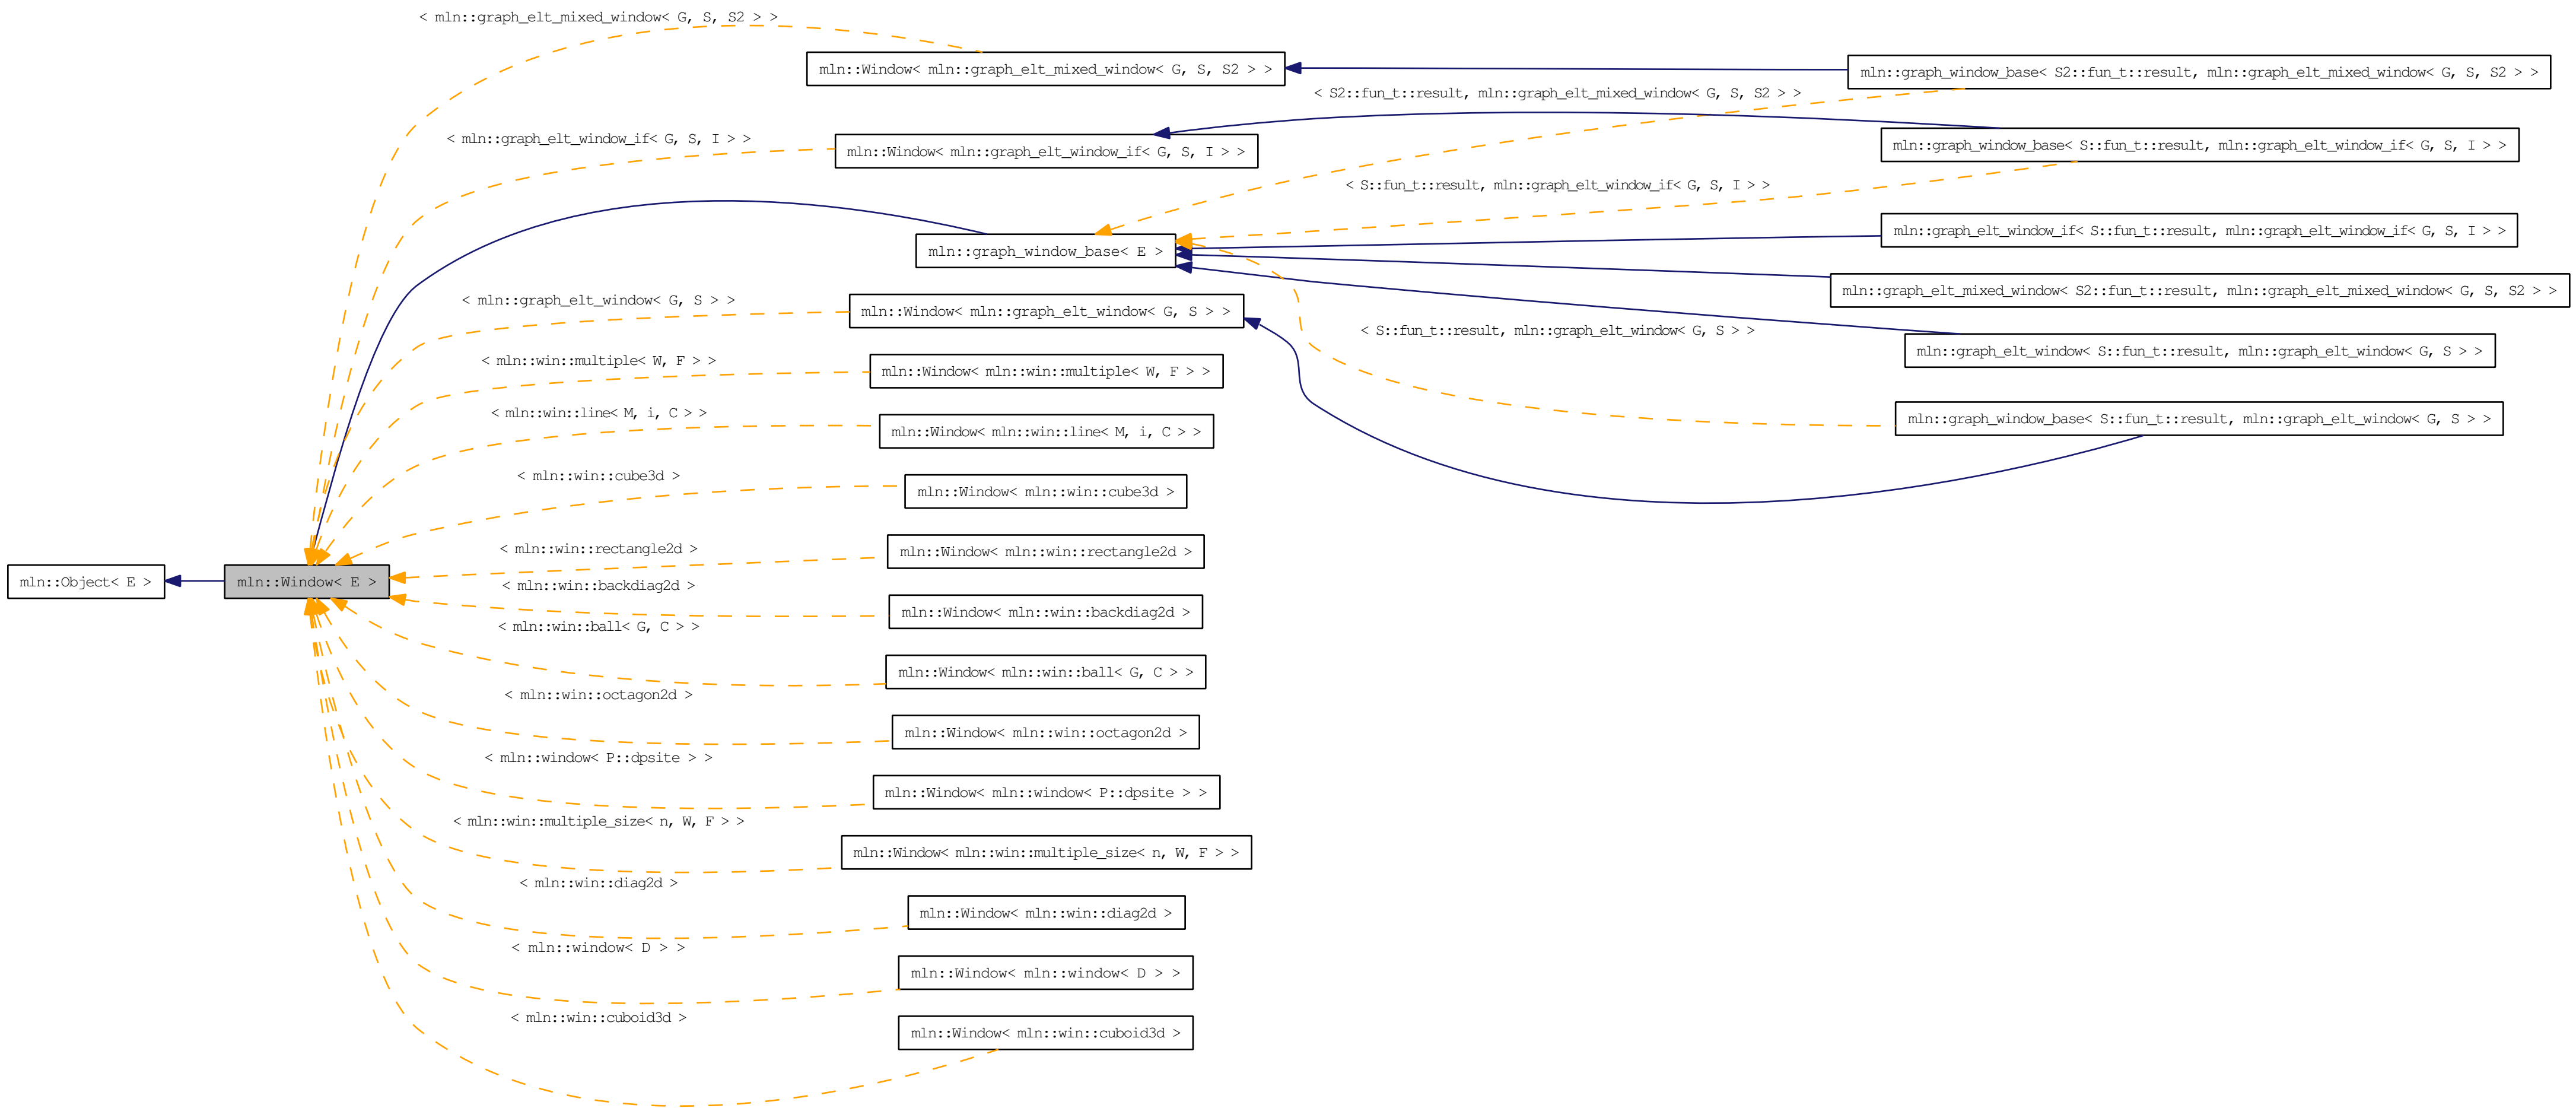 < mln::graph_elt_mixed_window< G, S, S2 > >
mln::Window< mln::graph_elt_mixed_window< G, S, S2 > >
mln::graph_window_base< S2::fun_t::result, mln::graph_elt_mixed_window< G, S, S2 > >
< S2::fun_t::result, mln::graph_elt_mixed_window< G, S, S2 > >
< mln::graph_elt_window_if< G, S, I > >
mln::Window< mln::graph_elt_window_if< G, S, I > >
mln::graph_window_base< S::fun_t::result, mln::graph_elt_window_if< G, S, I > >
< S::fun_t::result, mln::graph_elt_window_if< G, S, I > >
mln::graph_elt_window_if< S::fun_t::result, mln::graph_elt_window_if< G, S, I > >
mln::graph_window_base< E >
mln::graph_elt_mixed_window< S2::fun_t::result, mln::graph_elt_mixed_window< G, S, S2 > >
< mln::graph_elt_window< G, S > >
mln::Window< mln::graph_elt_window< G, S > >
< S::fun_t::result, mln::graph_elt_window< G, S > >
mln::graph_elt_window< S::fun_t::result, mln::graph_elt_window< G, S > >
< mln::win::multiple< W, F > >
mln::Window< mln::win::multiple< W, F > >
< mln::win::line< M, i, C > >
mln::Window< mln::win::line< M, i, C > >
mln::graph_window_base< S::fun_t::result, mln::graph_elt_window< G, S > >
< mln::win::cube3d >
mln::Window< mln::win::cube3d >
< mln::win::rectangle2d >
mln::Window< mln::win::rectangle2d >
mln::Object< E >
mln::Window< E >
< mln::win::backdiag2d >
mln::Window< mln::win::backdiag2d >
< mln::win::ball< G, C > >
mln::Window< mln::win::ball< G, C > >
< mln::win::octagon2d >
mln::Window< mln::win::octagon2d >
< mln::window< P::dpsite > >
mln::Window< mln::window< P::dpsite > >
< mln::win::multiple_size< n, W, F > >
mln::Window< mln::win::multiple_size< n, W, F > >
< mln::win::diag2d >
mln::Window< mln::win::diag2d >
< mln::window< D > >
mln::Window< mln::window< D > >
< mln::win::cuboid3d >
mln::Window< mln::win::cuboid3d >